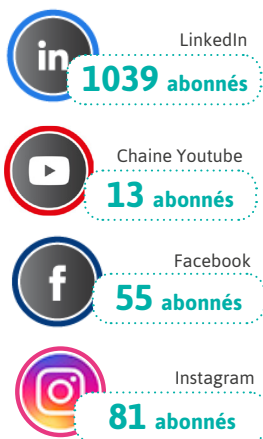 LinkedIn
in
1039 abonnés
Chaine Youtube
13 abonnés
Facebook
f
55 abonnés
Instagram
81 abonnés